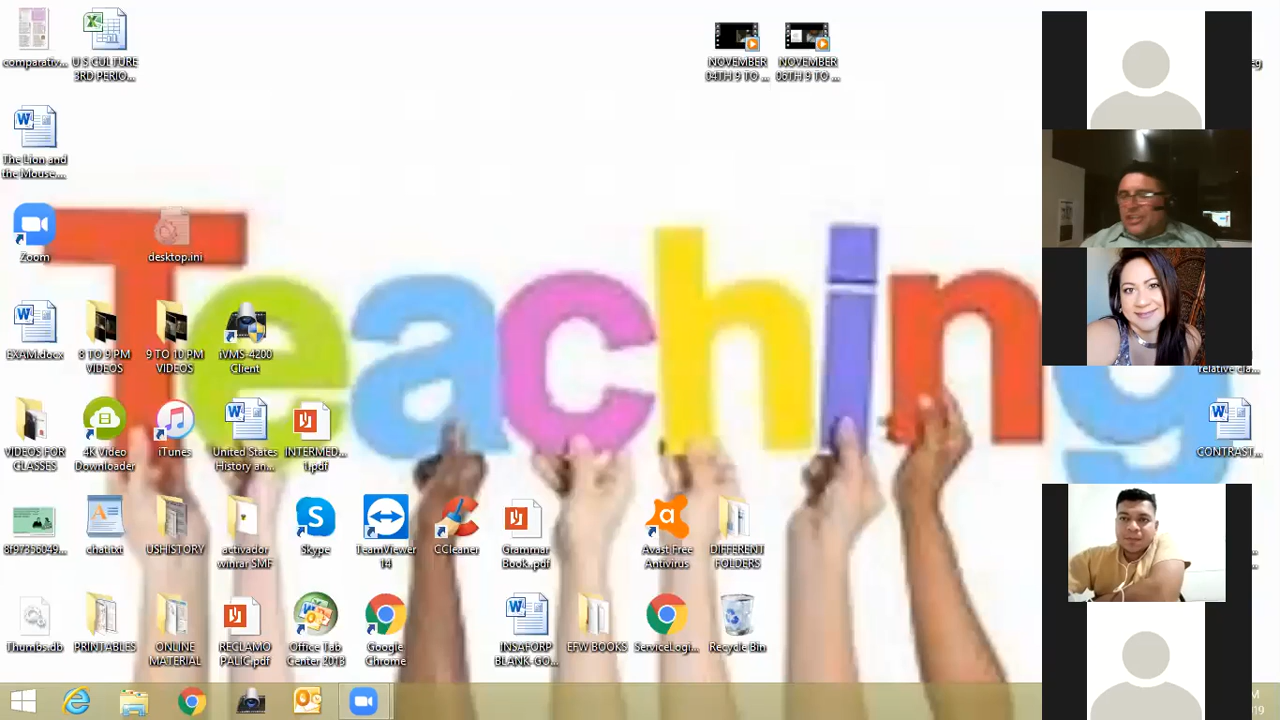 comparativ...
U S CULTURE
3RD PERIO...
NOVEMBER
04TH 9 TO ...
NOVEMBER
06TH 9 TO ...
The Lion and
the Mouse....
Zoom
desktop.ini
EXAM.docx
8 TO 9 PM
VIDEOS
9 TO 10 PM
VIDEOS
iVMS-4200
Client
relative cla...
VIDEOS FOR
CLASSES
4K Video
Downloader
iTunes
United States
History an...
INTERMED...
1.pdf
CONTRAST...
Teaching
8f97356049...
chat.txt
USHISTORY
activador
winrar SMF
Skype
TeamViewer
14
CCleaner
Grammar
Book..pdf
Avast Free
Antivirus
DIFFERENT
FOLDERS
Thumbs.db
PRINTABLES
ONLINE
MATERIAL
RECLAMO
PALIC.pdf
Office Tab
Center 2013
Google
Chrome
INSAFORP
BLANK-GO...
EFW BOOKS
ServiceLogi...
Recycle Bin